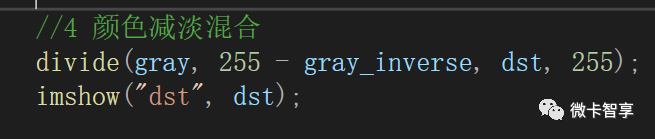 //4 颜色减淡混合
divide(gray, 255 - gray_inverse, dst, 255);
imshow("dst", dst);
微卡智享